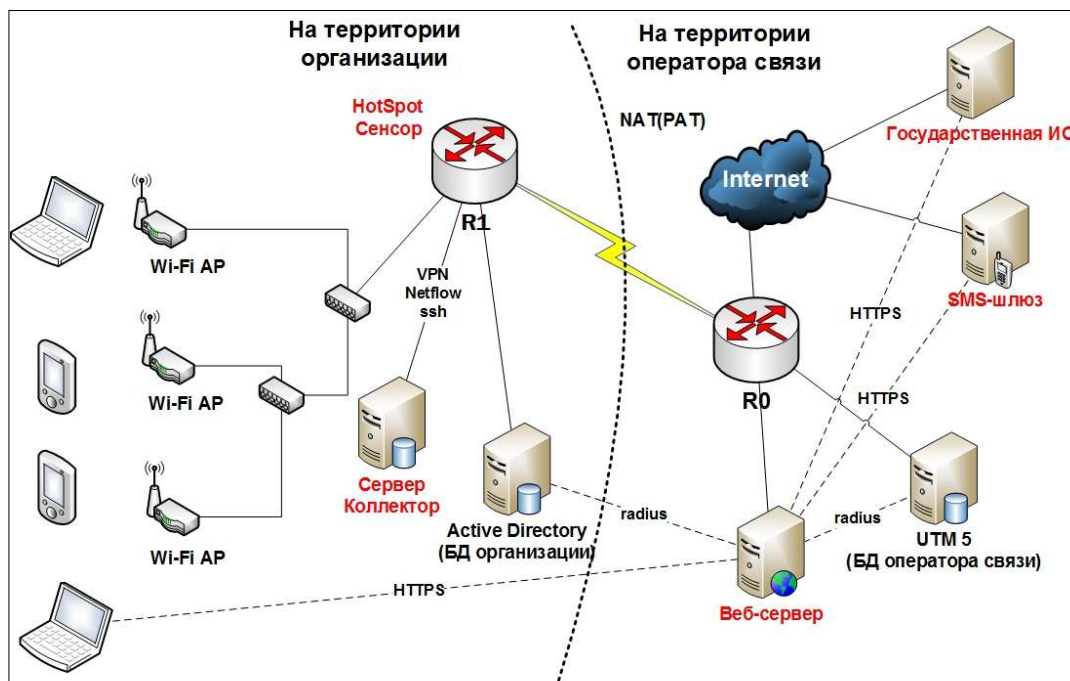 На территории
организации
На территории
оператора связи
HotSpot
Сенсор
NAT(PAT)
Государственная ИС
Internet
R1
Wi-Fi AP
VPN
Netflow
ssh
SMS-шлюз
HTTPS
Wi-Fi AP
R0
HTTPS
Сервер
Коллектор
Active Directory
(БД организации)
radius
radius
UTM 5
(БД оператора связи)
Wi-Fi AP
HTTPS
Веб-сервер